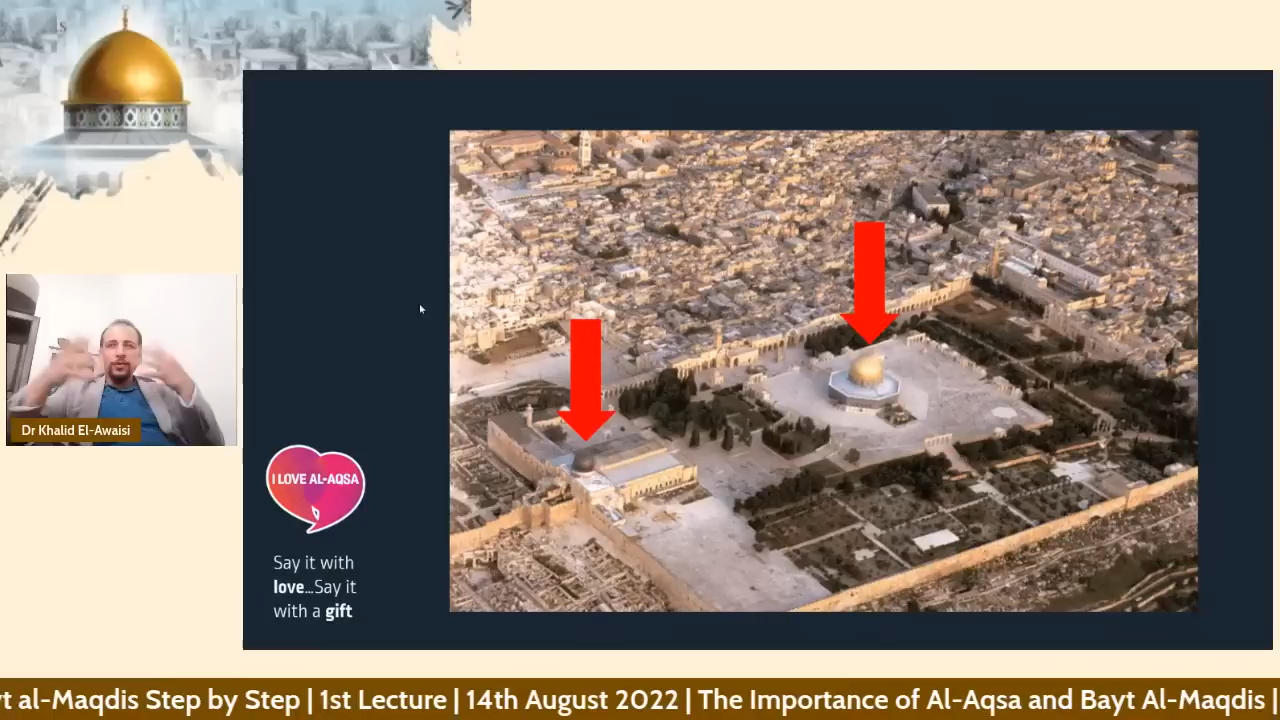 Dr Khalid El-Awaisi
I LOVE AL-AQSA
Say it with
love...Say it
with a gift
yt al-Maqdis Step by Step | 1st Lecture | 14th August 2022 | The Importance of Al-Aqsa and Bayt Al-Maqdis |